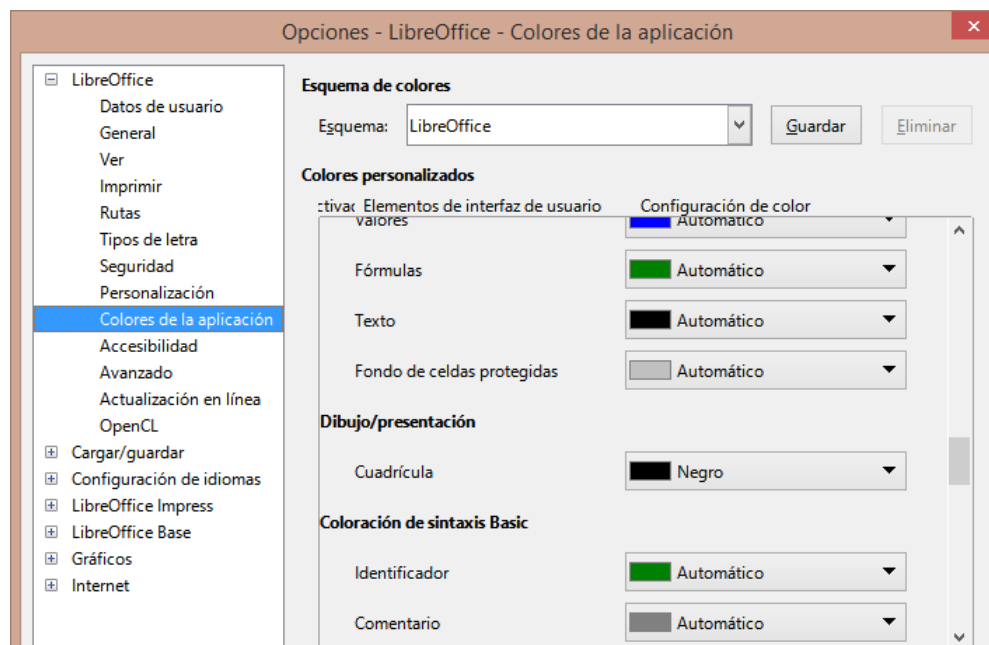 Opciones - LibreOffice - Colores de la aplicación
LibreOffice
Datos de usuario
General
Ver
Imprimir
Rutas
Tipos de letra
Seguridad
Personalización
Colores de la aplicación
Accesibilidad
Avanzado
Actualización en línea
OpenCL
Cargar/guardar
Configuración de idiomas
LibreOffice Impress
LibreOffice Base
Gráficos
Internet
Esquema de colores
Esquema: LibreOffice Guardar Eliminar
Colores personalizados
Elementos de interfaz de usuario Configuración de color
Valores Automático
Fórmulas Automático
Texto Automático
Fondo de celdas protegidas Automático
Dibujo/presentación
Cuadrícula Negro
Coloración de sintaxis Basic
Identificador Automático
Comentario Automático